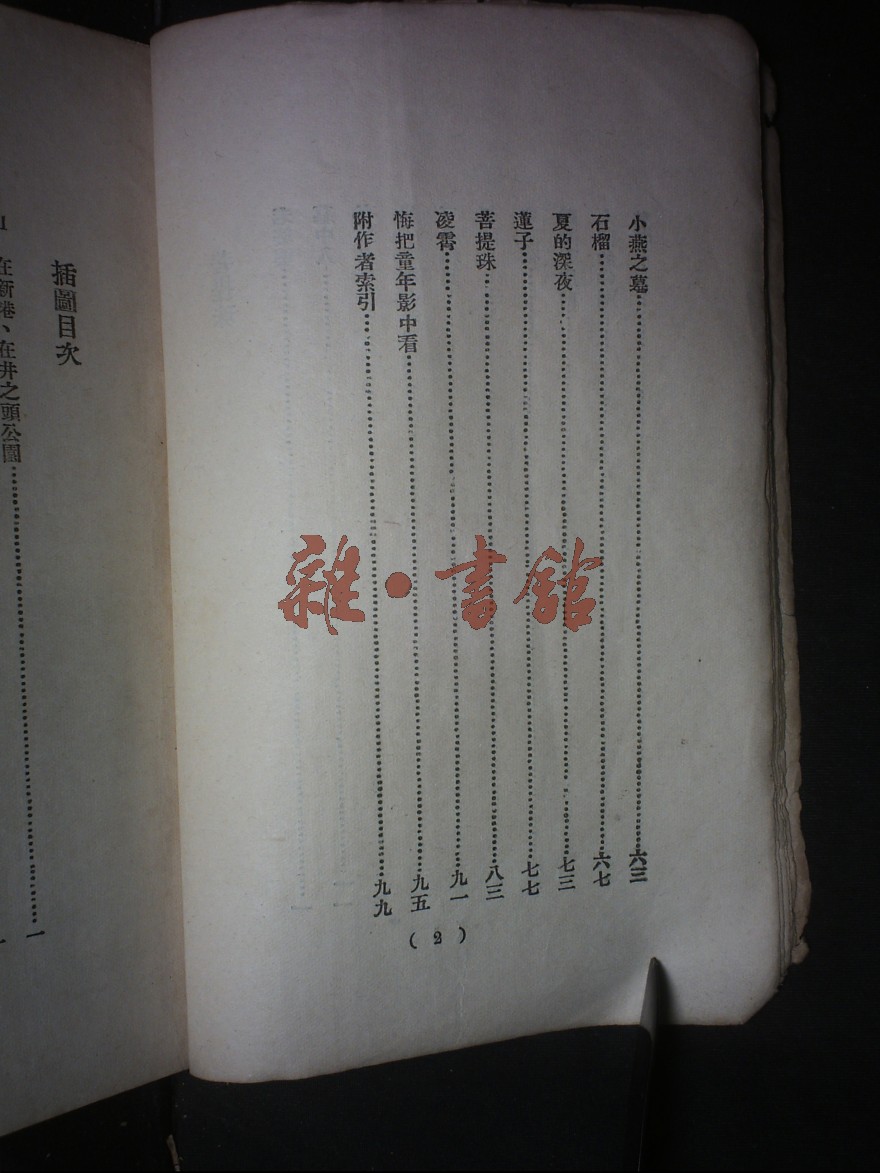 小燕之墓……六三
石榴……六七
夏的深夜……七三
蓮子……七七
菩提珠……八三
凌霄……九一
悔把童年影中看……九五
附作者索引……九九
( 2 )
雜•書館
插圖目次
在新港、在井之頭公園……一